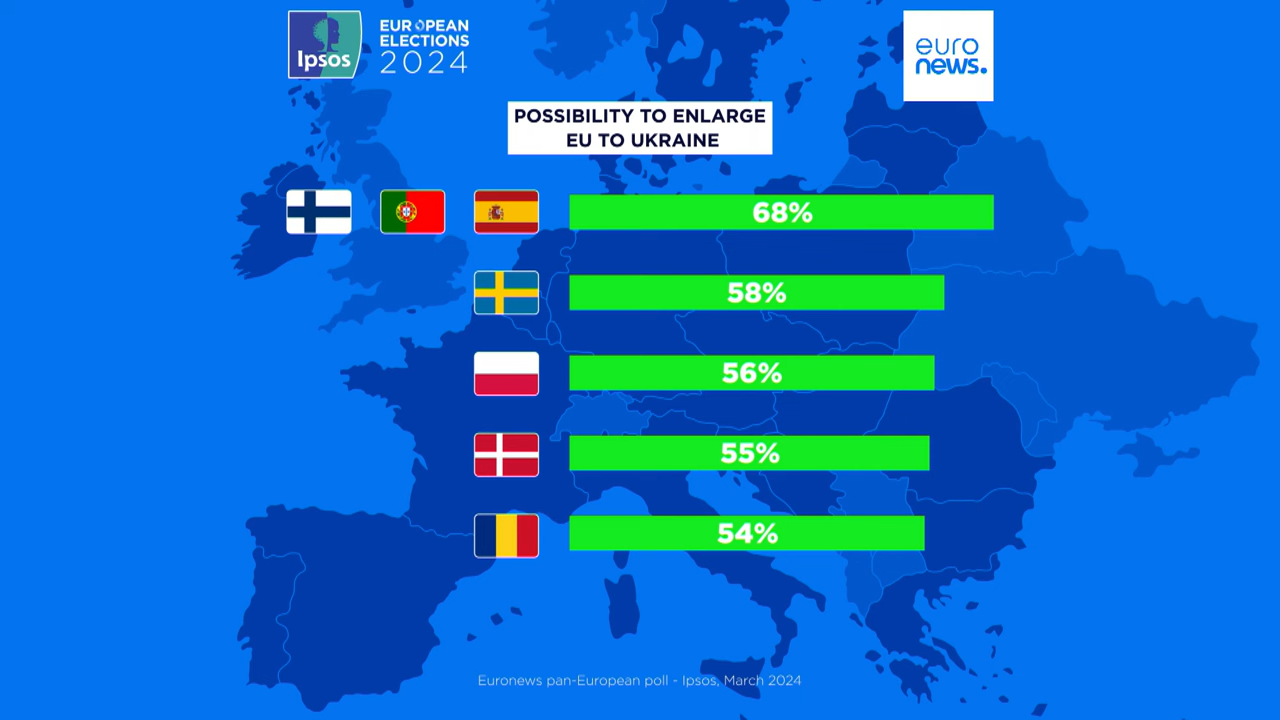 Ipsos
EUROPEAN
ELECTIONS
2024
euro
news.
POSSIBILITY TO ENLARGE
EU TO UKRAINE
68%
58%
56%
55%
54%
Euronews pan-European poll - Ipsos, March 2024